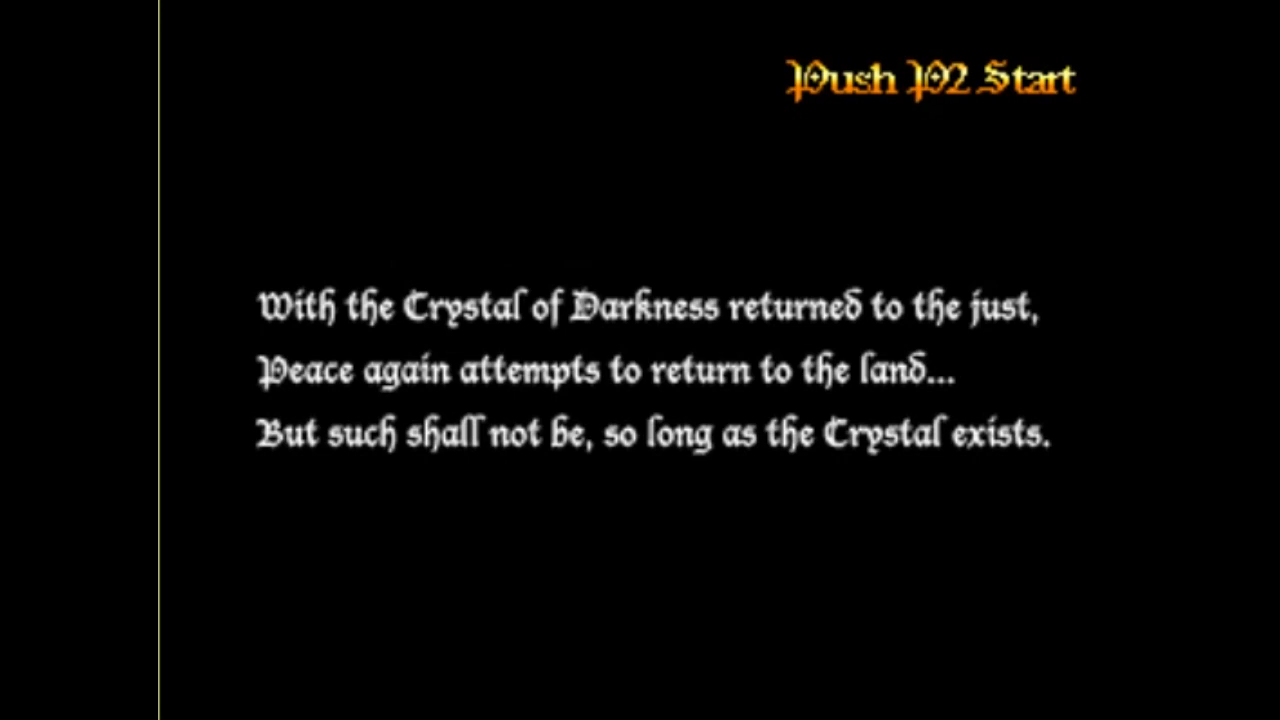 Push P2 Start
With the Crystal of Darkness returned to the just,
Peace again attempts to return to the land...
But such shall not be, so long as the Crystal exists.